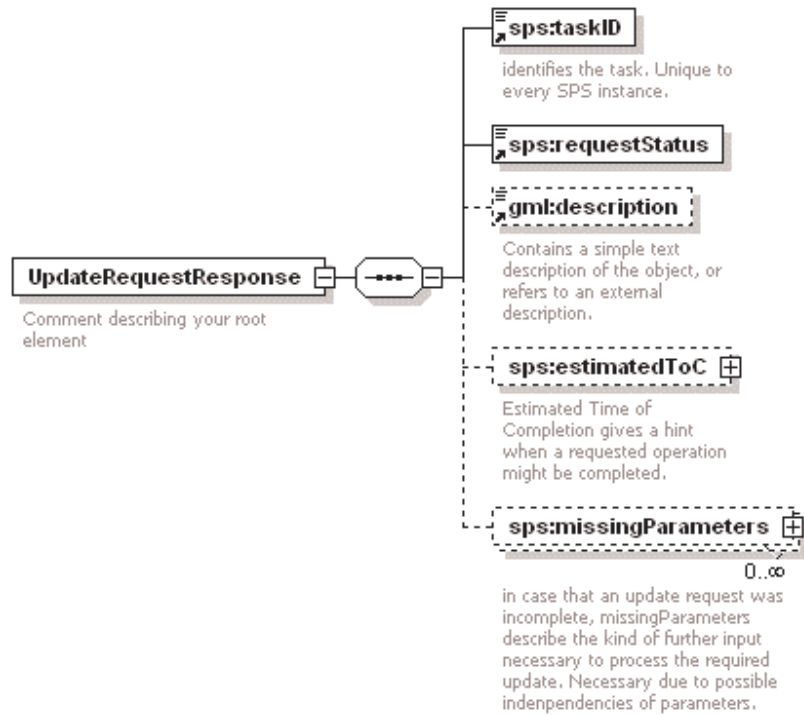 sps:taskID
identifies the task. Unique to
every SPS instance.
sps:requestStatus
gml:description
Contains a simple text
description of the object, or
refers to an external
description.
UpdateRequestResponse
Comment describing your root
element
sps:estimatedToC
Estimated Time of
Completion gives a hint
when a requested operation
might be completed.
sps:missingParameters
0..∞
in case that an update request was
incomplete, missingParameters
describe the kind of further input
necessary to process the required
update. Necessary due to possible
indenpendencies of parameters.